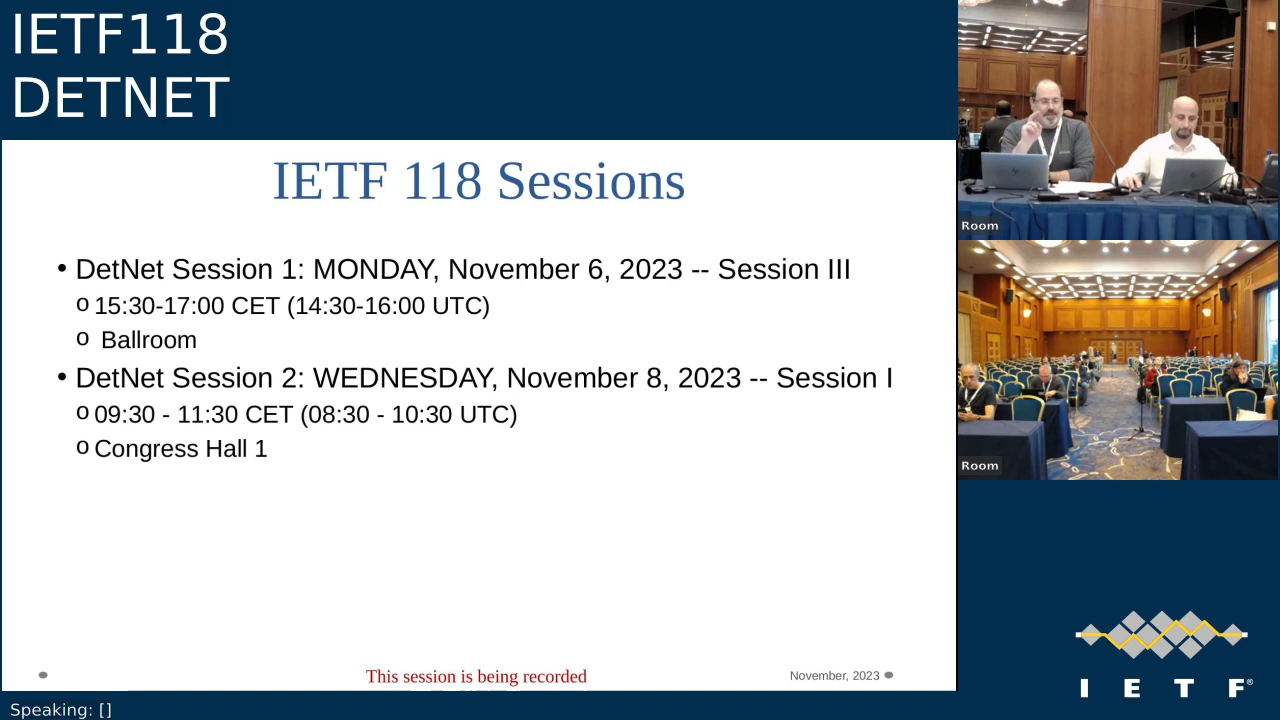 IETF118
DETNET
IETF 118 Sessions
• DetNet Session 1: MONDAY, November 6, 2023 -- Session III
o 15:30-17:00 CET (14:30-16:00 UTC)
o Ballroom
• DetNet Session 2: WEDNESDAY, November 8, 2023 -- Session I
o 09:30 - 11:30 CET (08:30 - 10:30 UTC)
o Congress Hall 1
This session is being recorded
November, 2023
Room
Room
I E T F®
Speaking: []